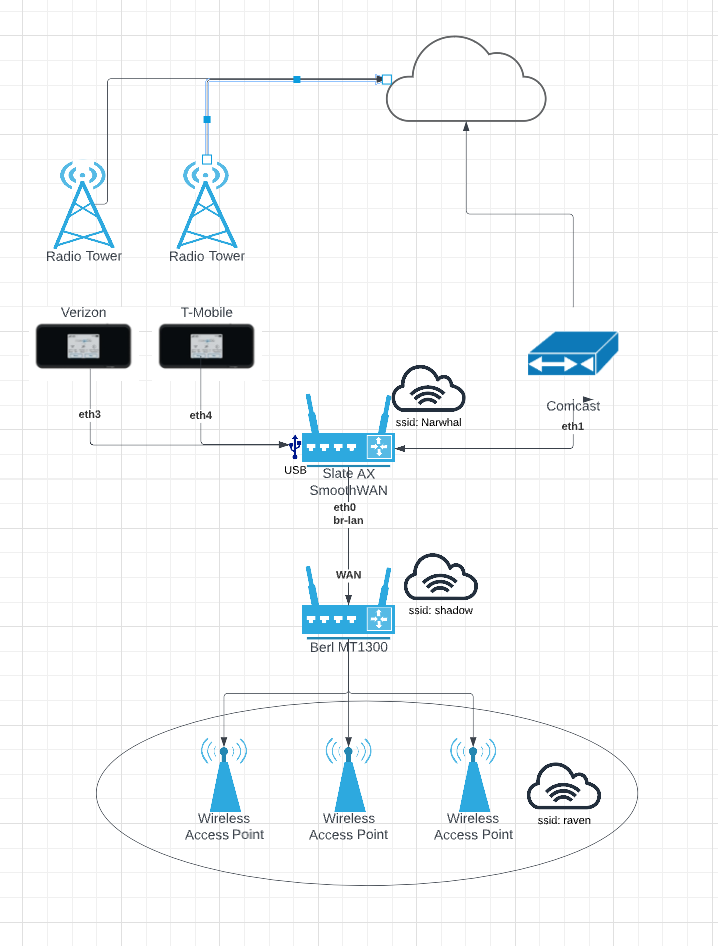 Radio Tower
Radio Tower
Verizon
T-Mobile
eth3
eth4
ssid: Narwhal
Comcast
eth1
USB
Slate AX
SmoothWAN
eth0
br-lan
WAN
ssid: shadow
Berl MT1300
Wireless
Access Point
Wireless
Access Point
Wireless
Access Point
ssid: raven